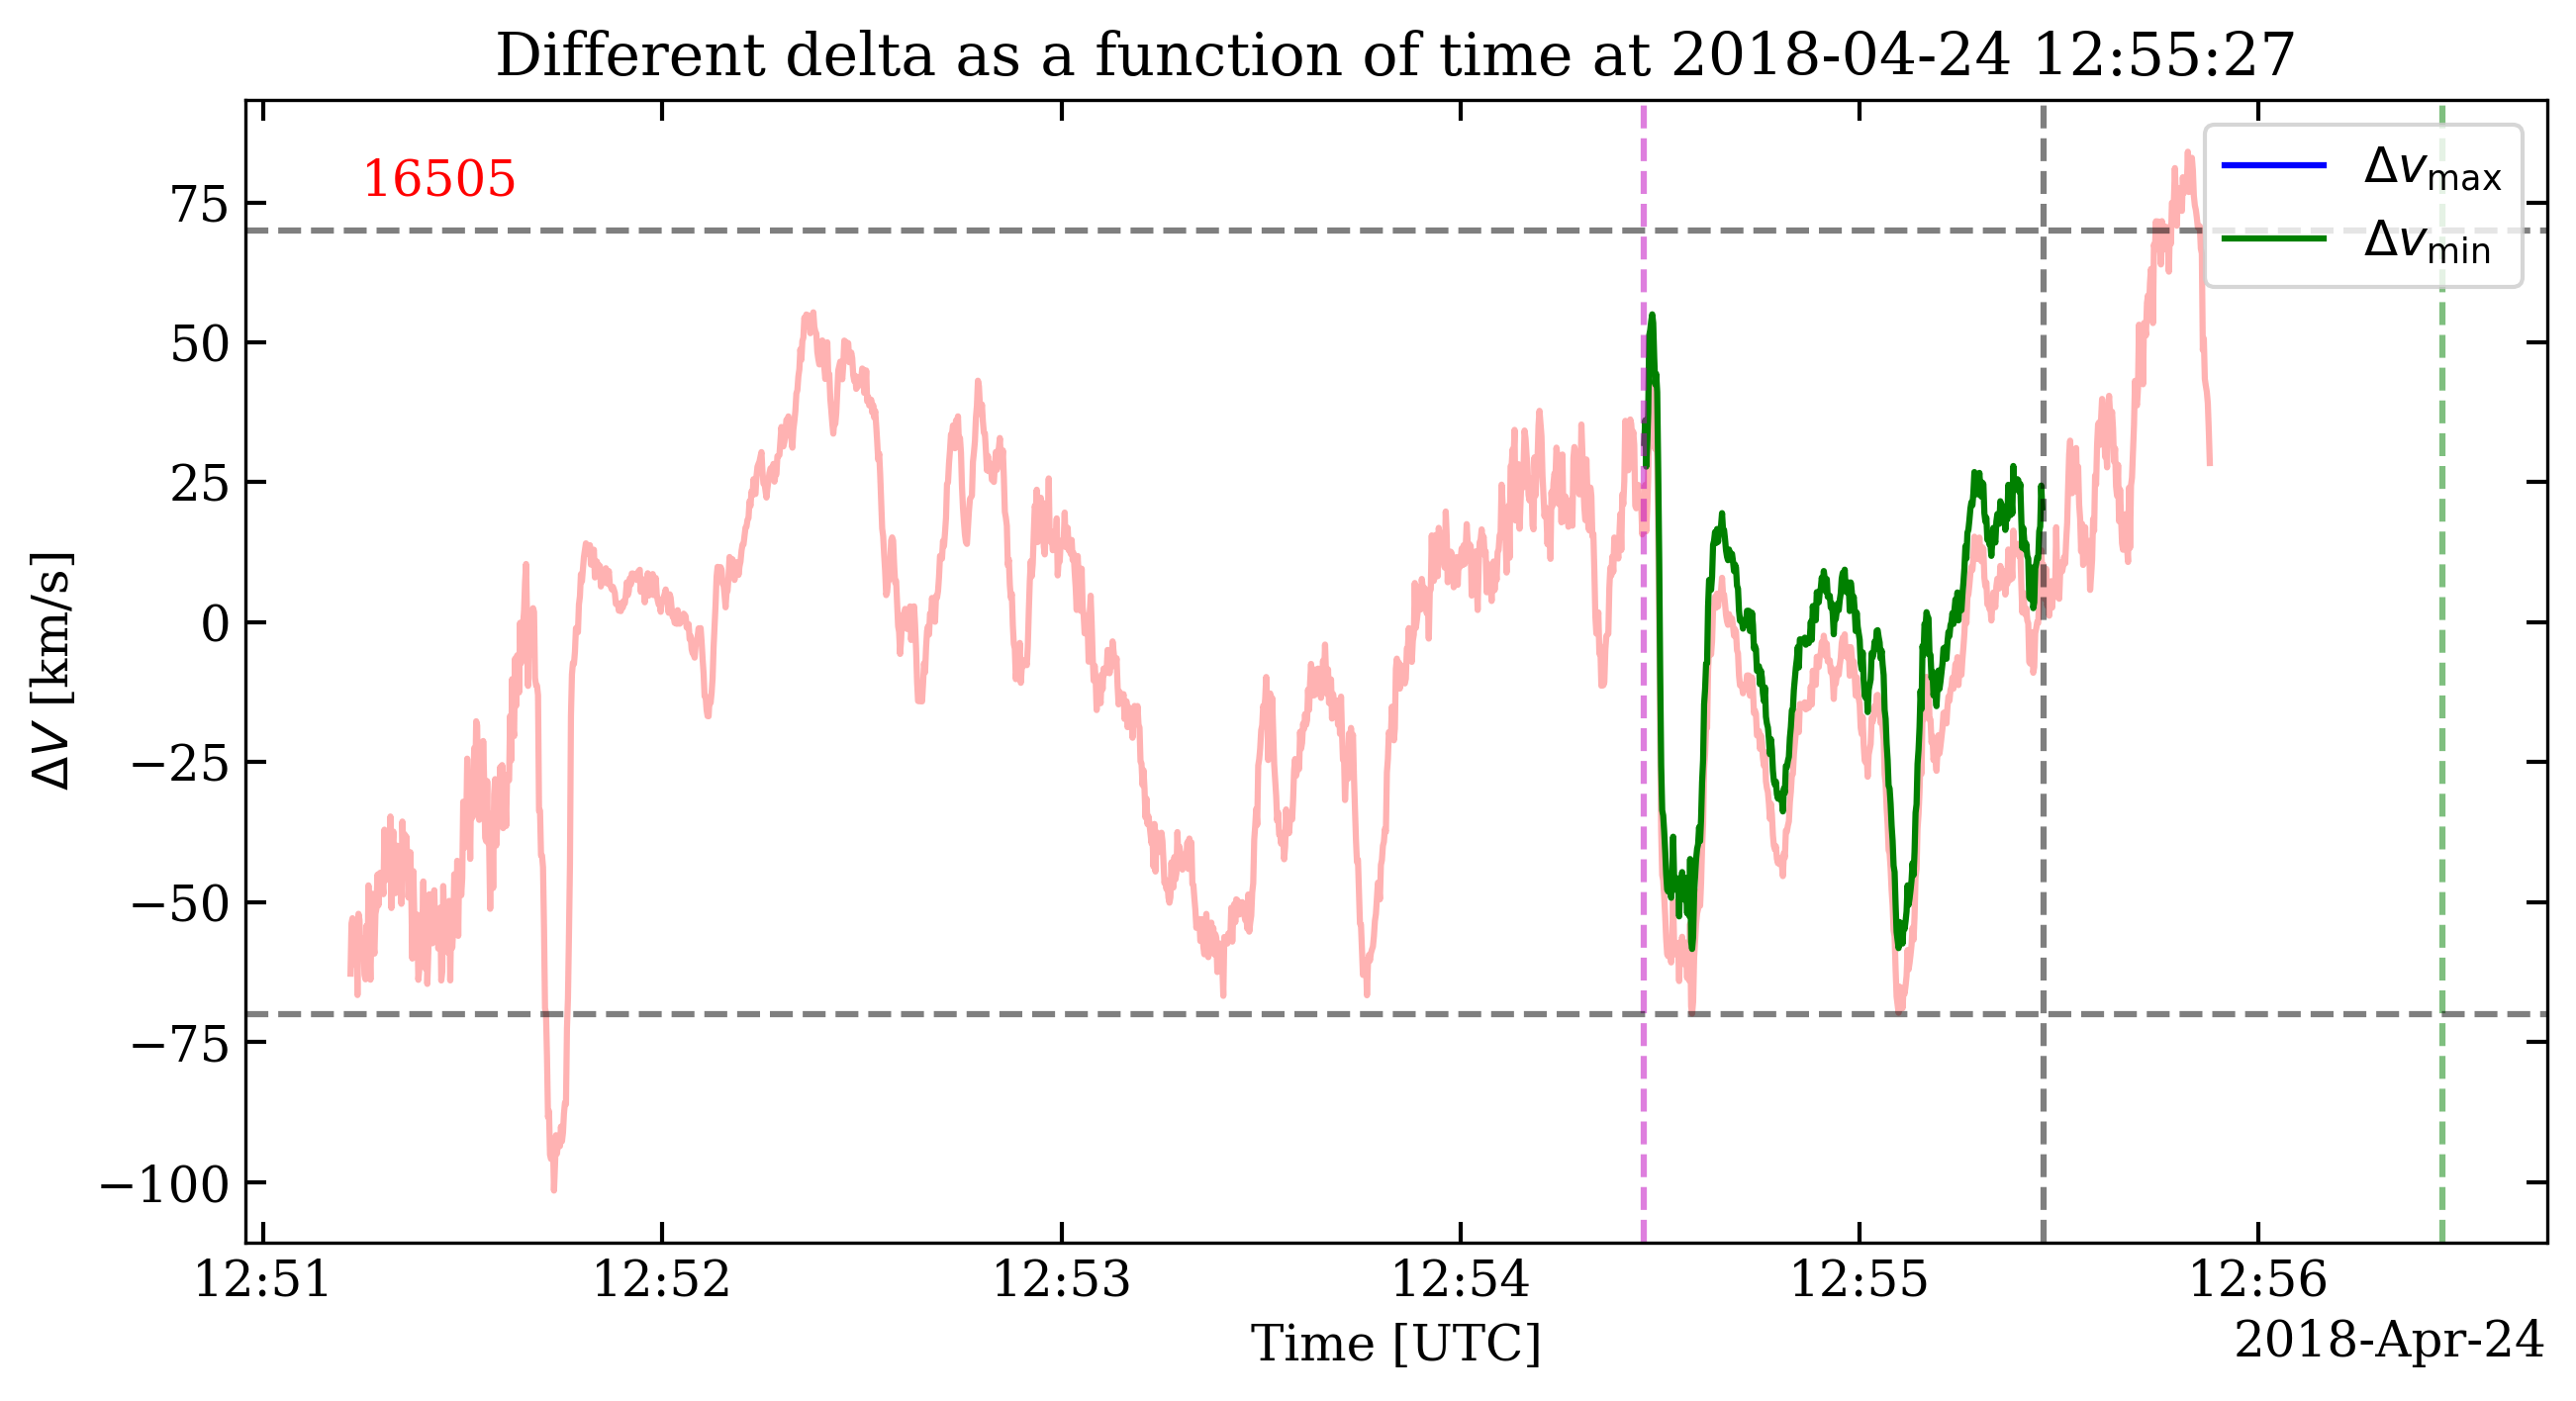 Different delta as a function of time at 2018-04-24 12:55:27
16505
Δv_max
Δv_min
75
50
25
0
−25
−50
−75
−100
ΔV [km/s]
12:51 12:52 12:53 12:54 12:55 12:56
Time [UTC]
2018-Apr-24